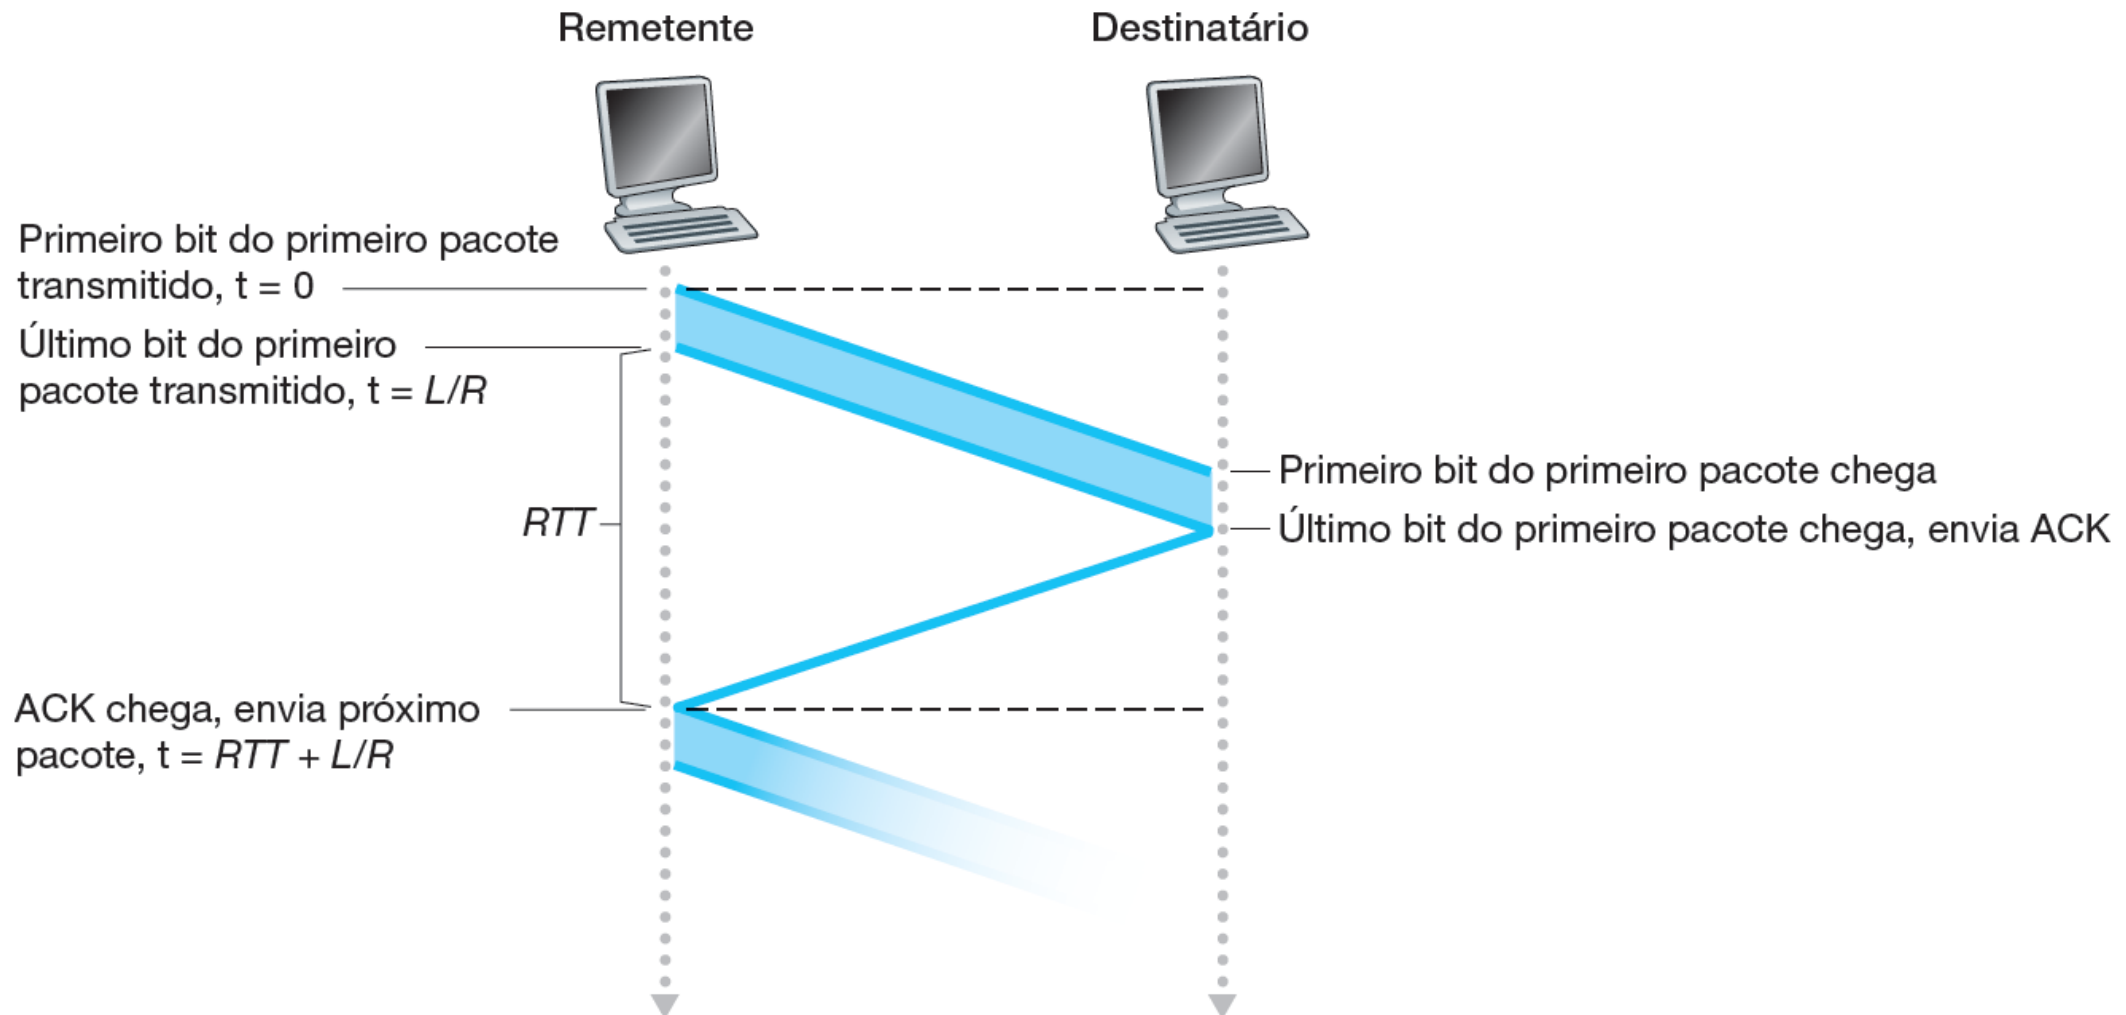 Remetente
Destinatário
Primeiro bit do primeiro pacote
transmitido, t = 0
Último bit do primeiro
pacote transmitido, t = L/R
Primeiro bit do primeiro pacote chega
RTT
Último bit do primeiro pacote chega, envia ACK
ACK chega, envia próximo
pacote, t = RTT + L/R